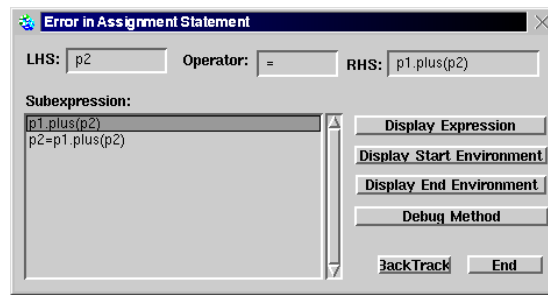 Error in Assignment Statement
LHS: p2 Operator: = RHS: p1.plus(p2)
Subexpression:
p1.plus(p2)
p2=p1.plus(p2)
Display Expression
Display Start Environment
Display End Environment
Debug Method
BackTrack End